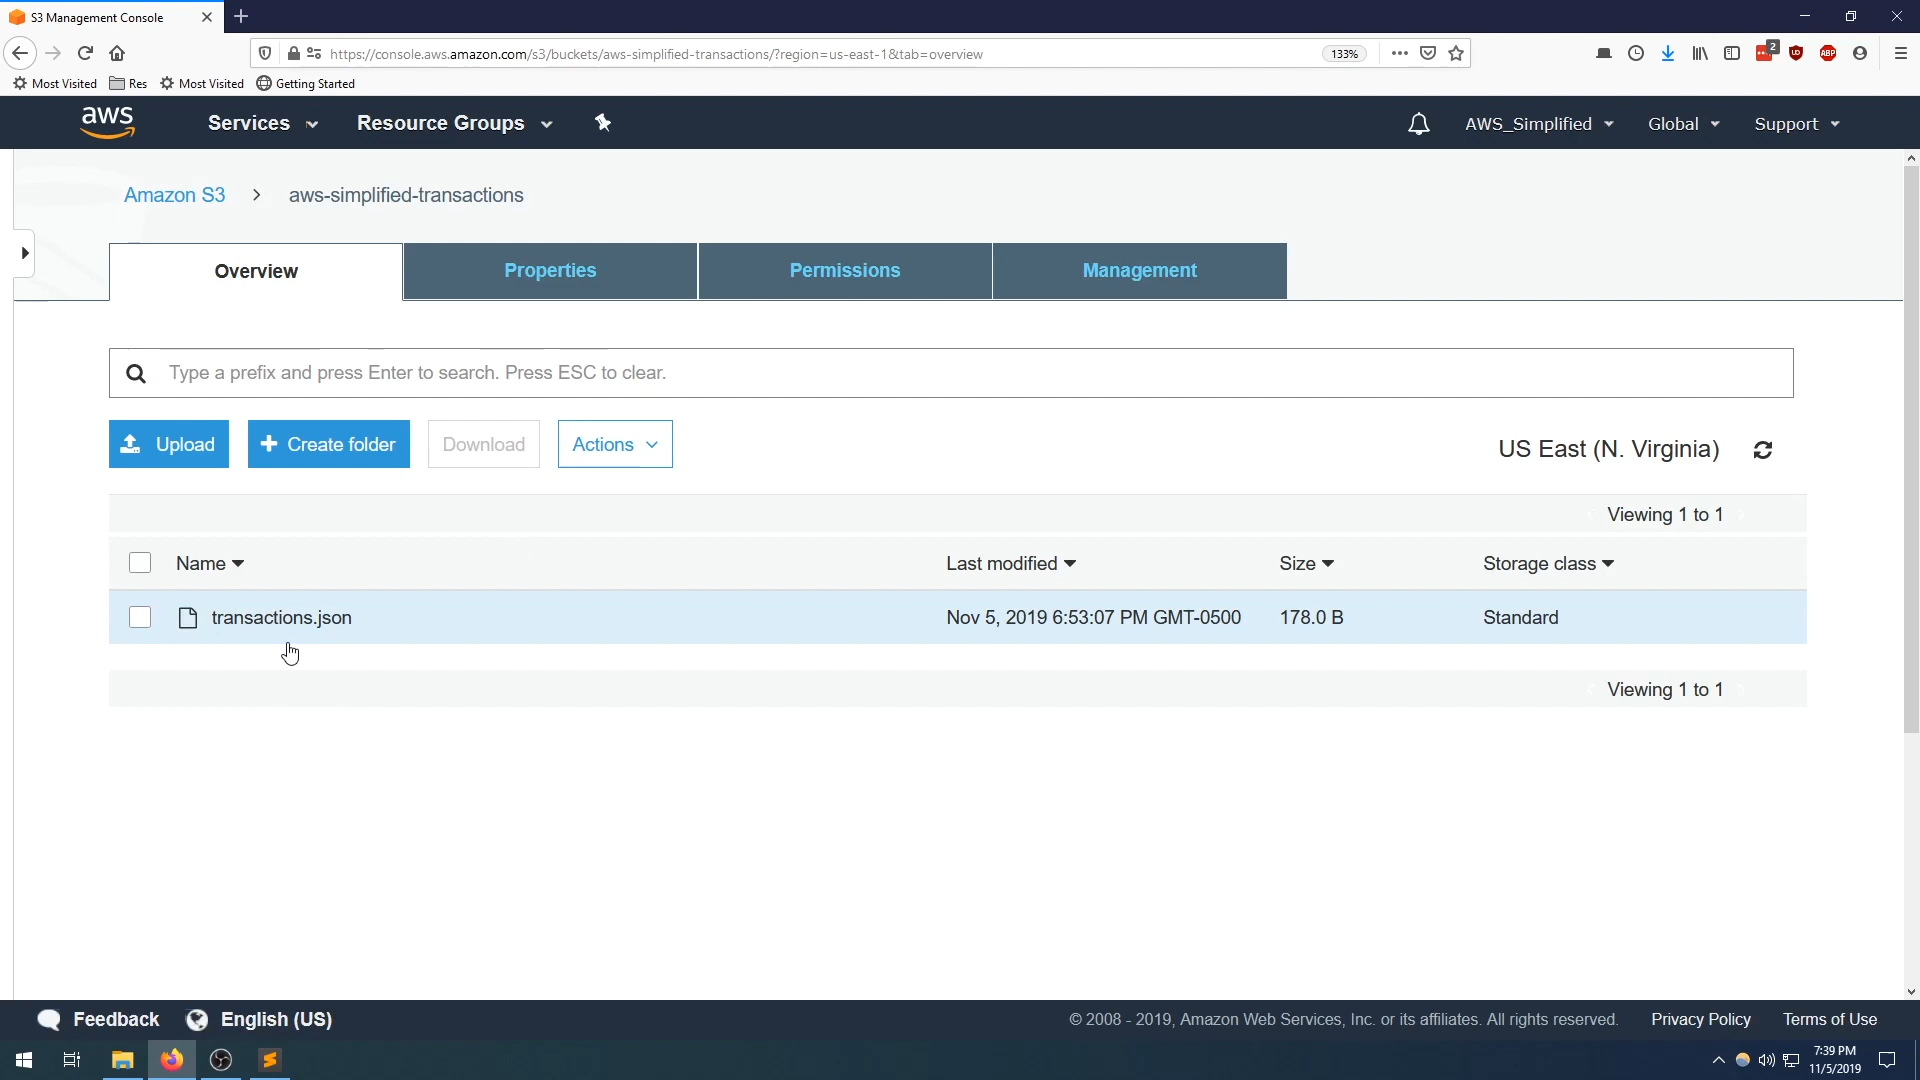 S3 Management Console
https://console.aws.amazon.com/s3/buckets/aws-simplified-transactions/?region=us-east-1&tab=overview
133%
2
ABP
Most Visited Res Most Visited Getting Started
aws Services Resource Groups AWS_Simplified Global Support
Amazon S3 > aws-simplified-transactions
Overview Properties Permissions Management
Type a prefix and press Enter to search. Press ESC to clear.
Upload + Create folder Download Actions US East (N. Virginia)
Viewing 1 to 1
Name Last modified Size Storage class
transactions.json Nov 5, 2019 6:53:07 PM GMT-0500 178.0 B Standard
Viewing 1 to 1
Feedback English (US) © 2008 - 2019, Amazon Web Services, Inc. or its affiliates. All rights reserved. Privacy Policy Terms of Use
7:39 PM
11/5/2019